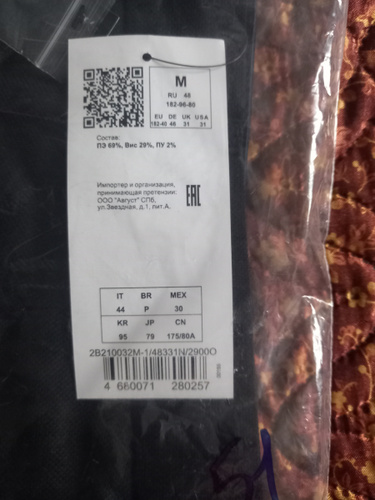 M
RU 48
182-96-80
EU DE UK USA
182-40 48 31 31
Состав:
ПЭ 69%, Вис 29%, ПУ 2%
Импортер и организация,
принимающая претензии:
ООО "Август" СПб,
ул.Звездная, д.1, лит.А,
EAC
IT BR MEX
44 P 30
KR JP CN
95 79 175/80A
2B210032M-1/48331N/2900O
4 660071 280257
51